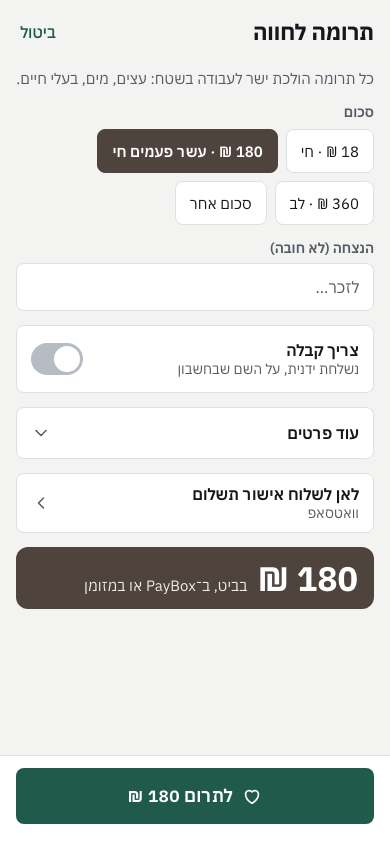 תרומה לחווה
ביטול
כל תרומה הולכת ישר לעבודה בשטח: עצים, מים, בעלי חיים.
סכום
18 ₪ · חי
180 ₪ · עשר פעמים חי
360 ₪ · לב
סכום אחר
הנצחה (לא חובה)
לזכר...
צריך קבלה
נשלחת ידנית, על השם שבחשבון
עוד פרטים
לאן לשלוח אישור תשלום
וואטסאפ
180 ₪ בביט, ב־PayBox או במזומן
לתרום 180 ₪